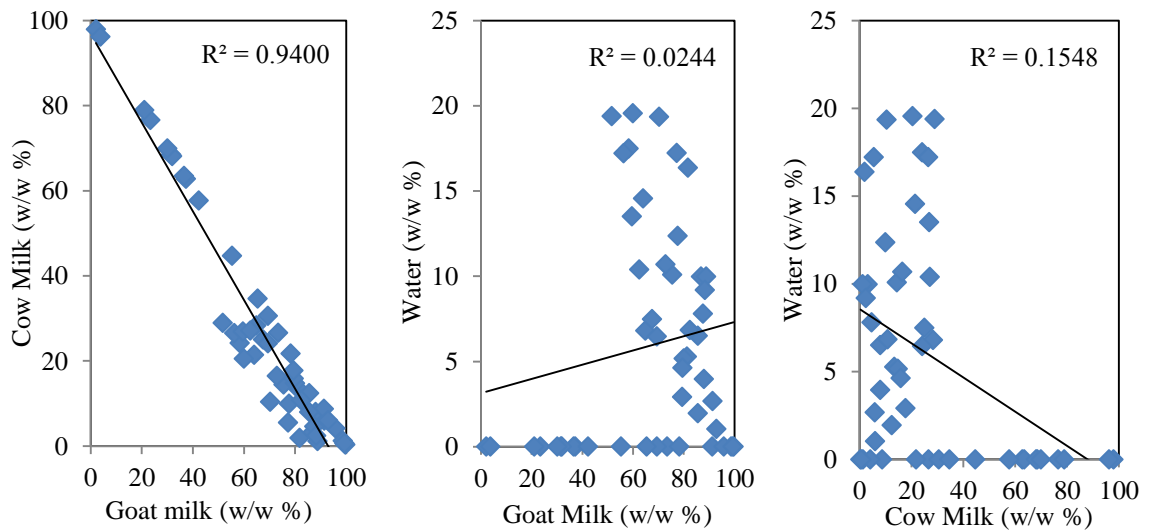 R² = 0.9400
100
80
60
40
20
0
Cow Milk (w/w %)
0 20 40 60 80 100
Goat milk (w/w %)
R² = 0.0244
25
20
15
10
5
0
Water (w/w %)
0 20 40 60 80 100
Goat Milk (w/w %)
R² = 0.1548
25
20
15
10
5
0
Water (w/w %)
0 20 40 60 80 100
Cow Milk (w/w %)